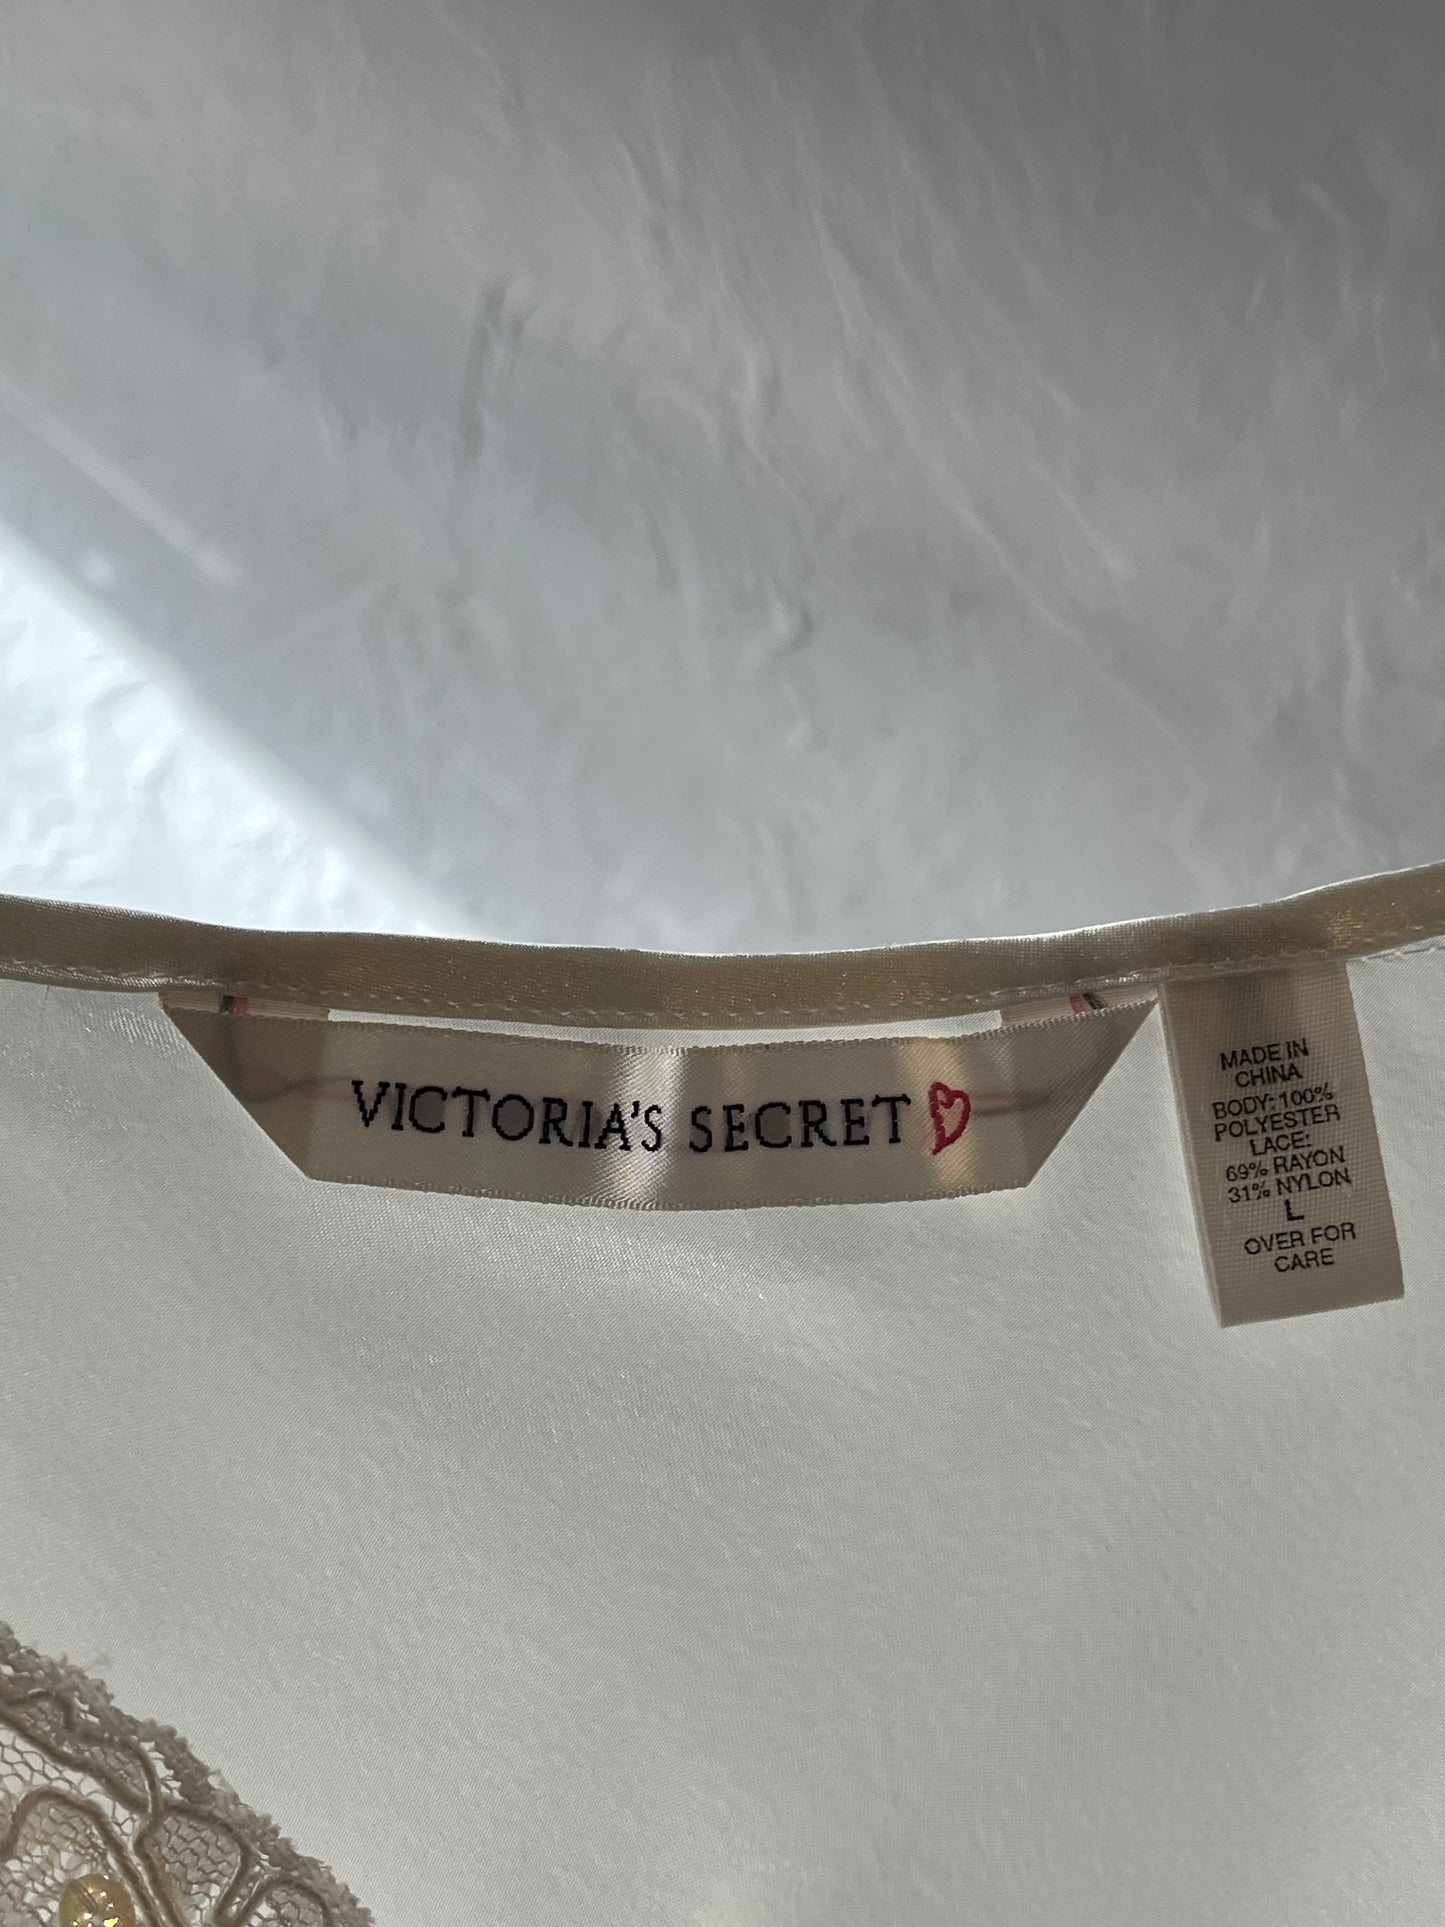 VICTORIA'S SECRET
MADE IN
CHINA
BODY: 100%
POLYESTER
LACE:
69% RAYON
31% NYLON
L
OVER FOR
CARE